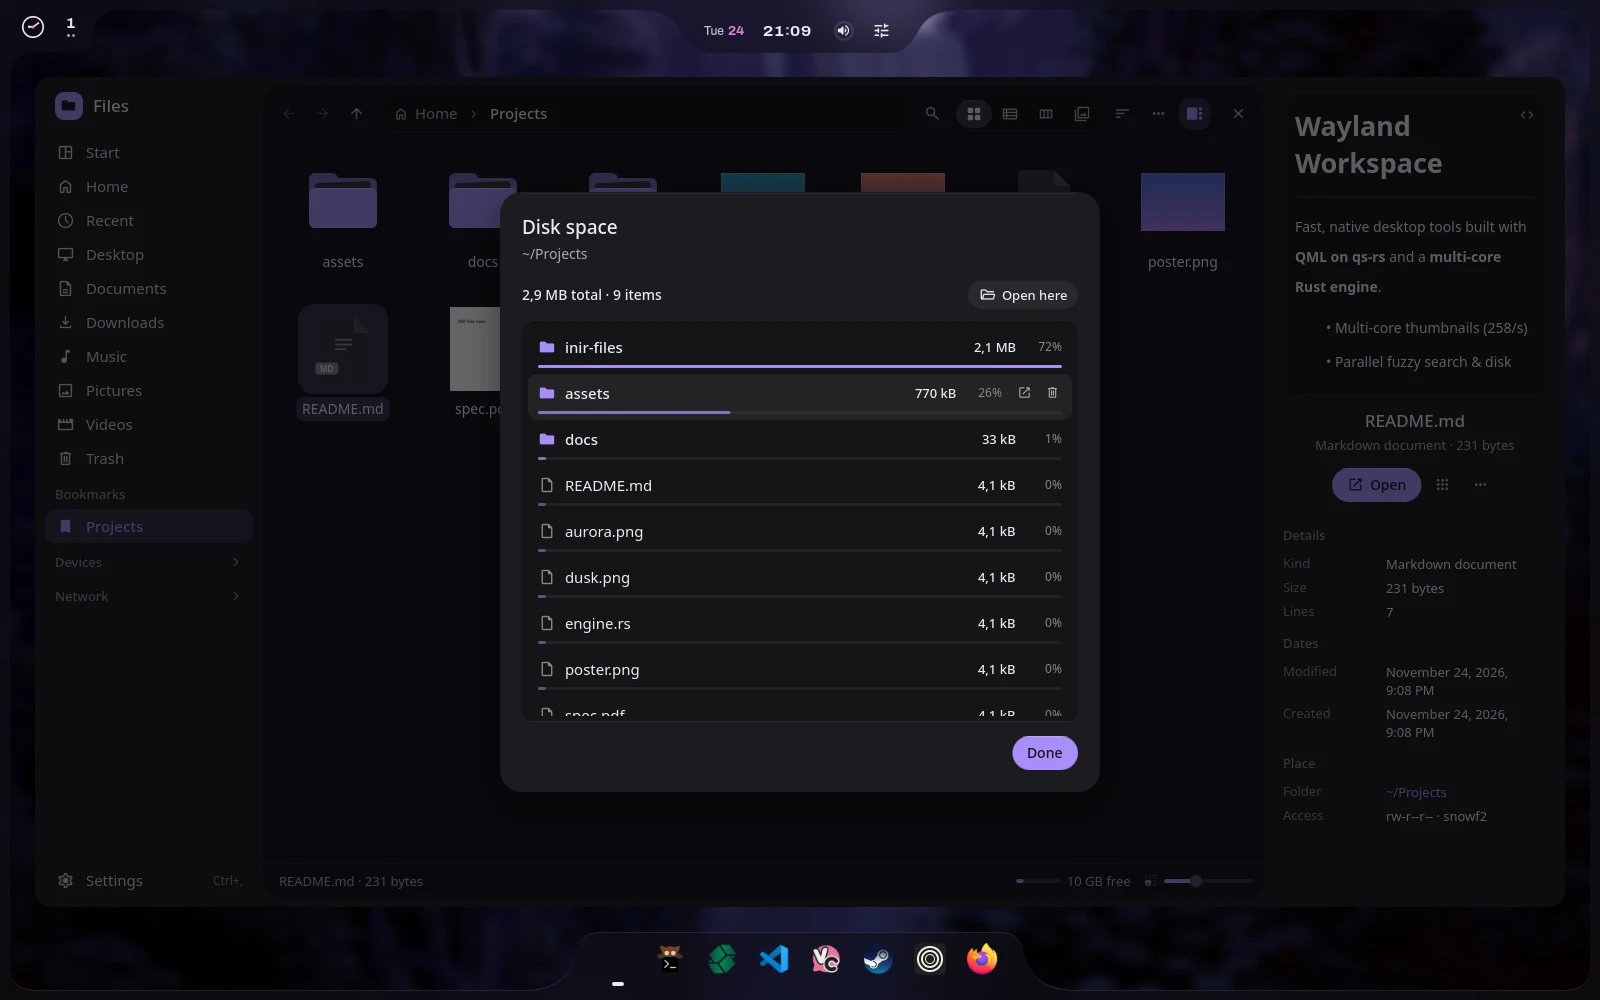 1
Tue 24 21:09
Files
Start
Home
Recent
Desktop
Documents
Downloads
Music
Pictures
Videos
Trash
Bookmarks
Projects
Devices
Network
Settings Ctrl+,
Home Projects
assets
docs
poster.png
MD
README.md
README.md · 231 bytes
10 GB free
Disk space
~/Projects
2,9 MB total · 9 items
Open here
inir-files 2,1 MB 72%
assets 770 kB 26%
docs 33 kB 1%
README.md 4,1 kB 0%
aurora.png 4,1 kB 0%
dusk.png 4,1 kB 0%
engine.rs 4,1 kB 0%
poster.png 4,1 kB 0%
spec.pdf 4,1 kB 0%
Done
Wayland
Workspace
Fast, native desktop tools built with
QML on qs-rs and a multi-core
Rust engine.
• Multi-core thumbnails (258/s)
• Parallel fuzzy search & disk
README.md
Markdown document · 231 bytes
Open
Details
Kind Markdown document
Size 231 bytes
Lines 7
Dates
Modified November 24, 2026,
9:08 PM
Created November 24, 2026,
9:08 PM
Place
Folder ~/Projects
Access rw-r--r-- · snowf2